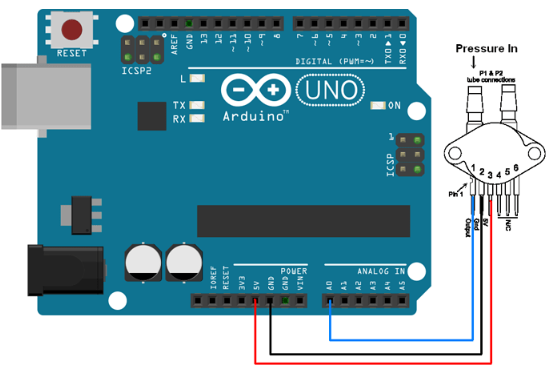 RESET
ICSP2
AREF
GND
13
12
~11
~10
~9
8
7
~6
~5
4
~3
2
TXD▶1
RXD◀0
DIGITAL (PWM=~)
L
TX
RX
UNO
Arduino™
ON
1
ICSP
POWER
ANALOG IN
IOREF
RESET
3V3
5V
GND
GND
VIN
A0
A1
A2
A3
A4
A5
Pressure In
P1 & P2
tube connections
1 2 3 4 5 6
Pin 1
Output
Gnd
5V
N/C